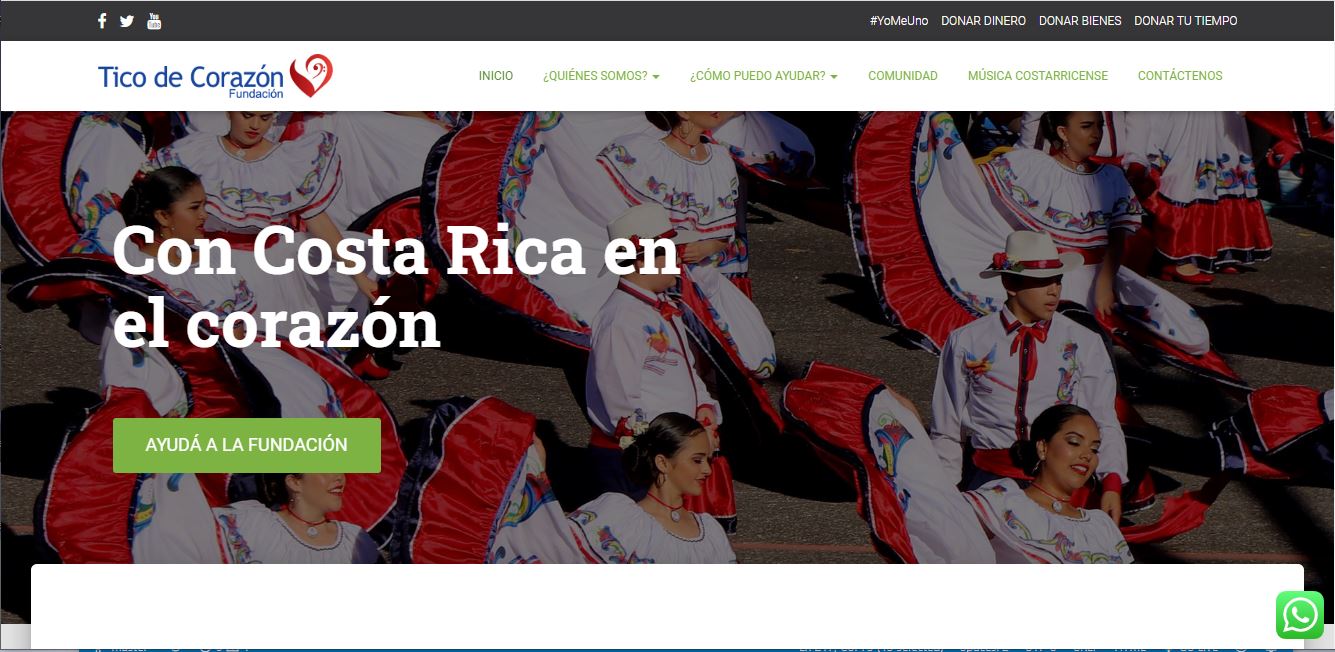 #YoMeUno DONAR DINERO DONAR BIENES DONAR TU TIEMPO
Tico de Corazón
Fundación
INICIO ¿QUIÉNES SOMOS? ¿CÓMO PUEDO AYUDAR? COMUNIDAD MÚSICA COSTARRICENSE CONTÁCTENOS
Con Costa Rica en
el corazón
AYUDÁ A LA FUNDACIÓN